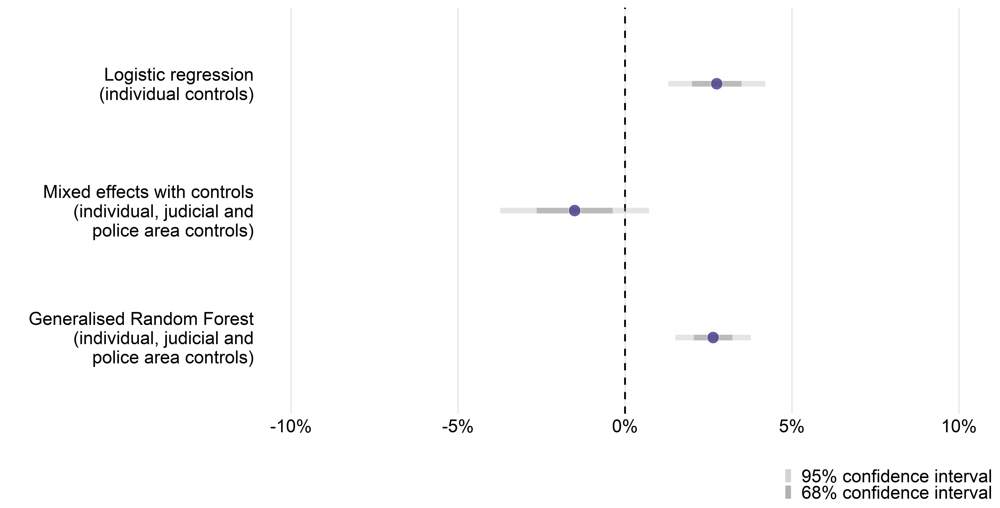 Logistic regression
(individual controls)
Mixed effects with controls
(individual, judicial and
police area controls)
Generalised Random Forest
(individual, judicial and
police area controls)
-10%
-5%
0%
5%
10%
95% confidence interval
68% confidence interval